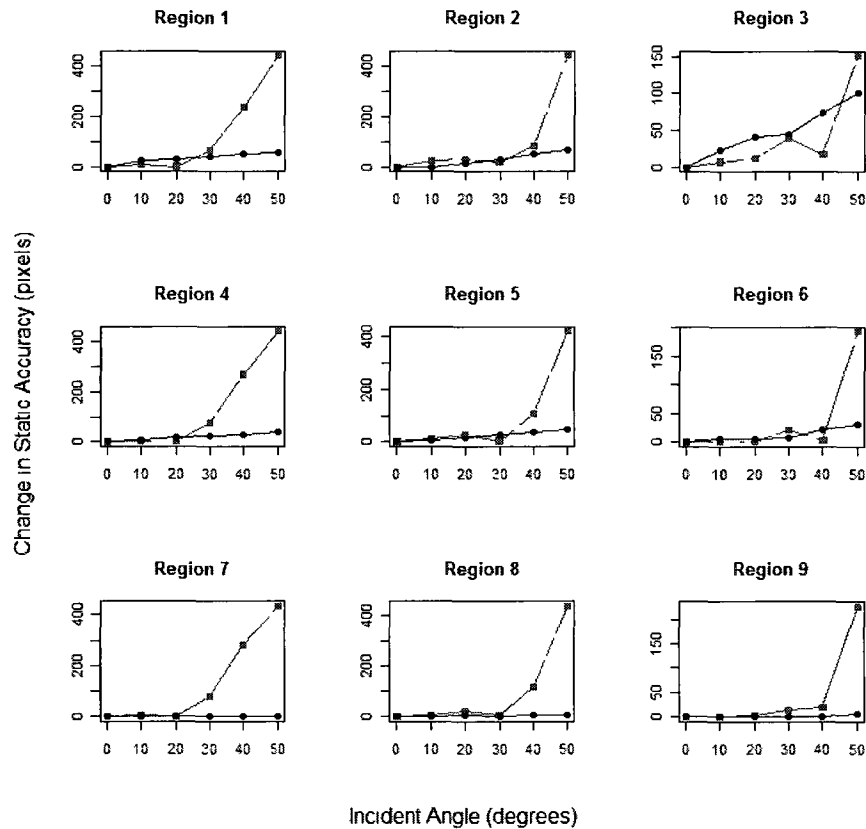 Region 1
Region 2
Region 3
0 200 400
0 200 400
0 50 100 150
0 10 20 30 40 50
0 10 20 30 40 50
0 10 20 30 40 50
Change in Static Accuracy (pixels)
Region 4
Region 5
Region 6
0 200 400
0 200 400
0 50 150
0 10 20 30 40 50
0 10 20 30 40 50
0 10 20 30 40 50
Region 7
Region 8
Region 9
0 200 400
0 200 400
0 50 150
0 10 20 30 40 50
0 10 20 30 40 50
0 10 20 30 40 50
Incident Angle (degrees)